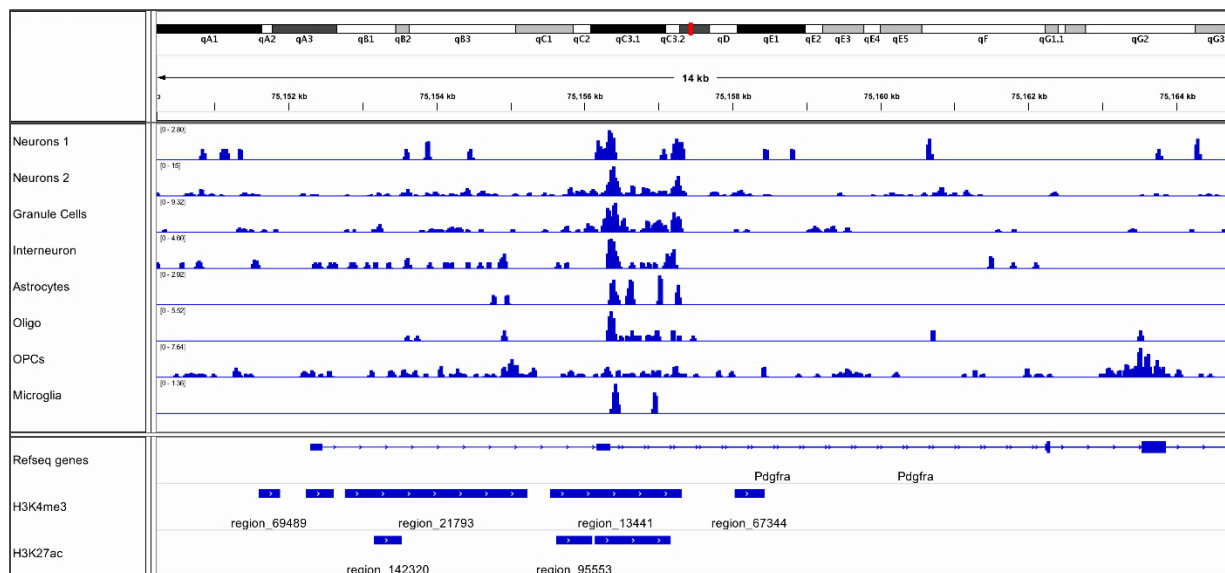 qA1 qA2 qA3 qB1 qB2 qB3 qC1 qC2 qC3.1 qC3.2 qD qE1 qE2 qE3 qE4 qE5 qF qG1.1 qG2 qG3
14 kb
75,152 kb 75,154 kb 75,156 kb 75,158 kb 75,160 kb 75,162 kb 75,164 kb
Neurons 1 [0 - 2.80]
Neurons 2 [0 - 15]
Granule Cells [0 - 9.32]
Interneuron [0 - 4.60]
Astrocytes [0 - 2.92]
Oligo [0 - 5.52]
OPCs [0 - 7.64]
Microglia [0 - 1.36]
Refseq genes
Pdgfra Pdgfra
H3K4me3
region_69489 region_21793 region_13441 region_67344
H3K27ac
region_142320 region_95553